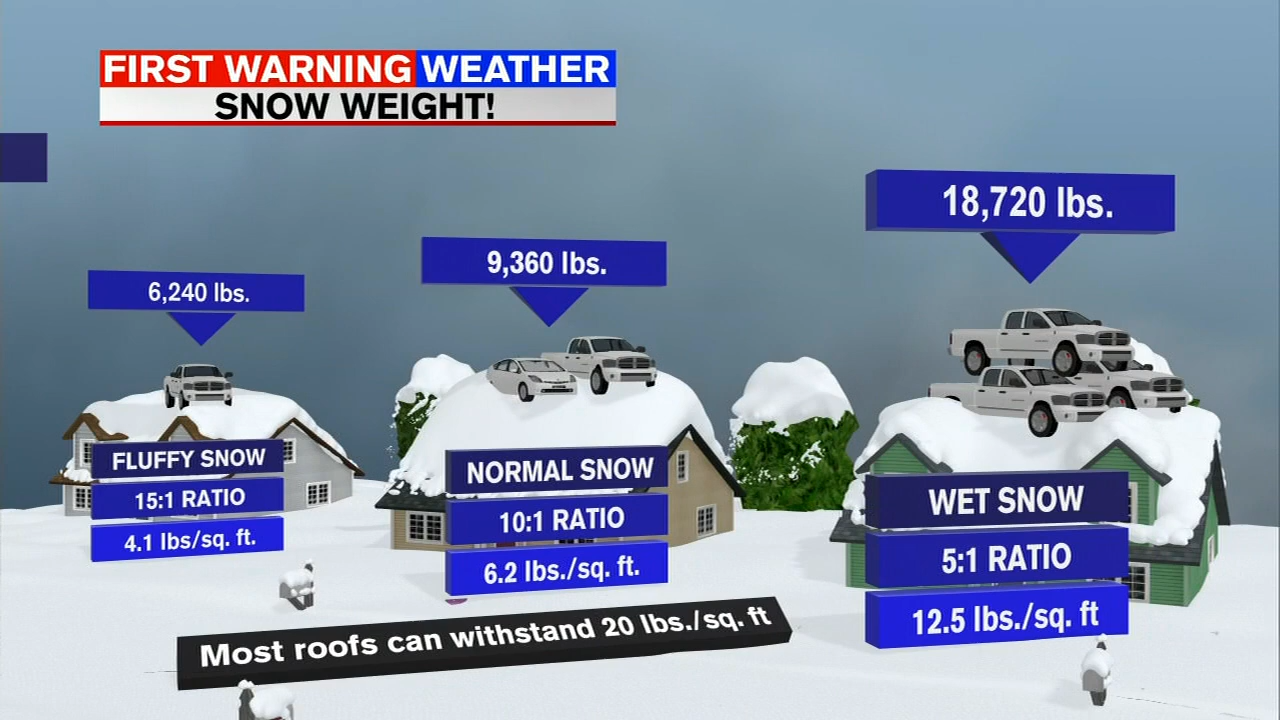 FIRST WARNING WEATHER
SNOW WEIGHT!
6,240 lbs.
FLUFFY SNOW
15:1 RATIO
4.1 lbs/sq. ft.
9,360 lbs.
NORMAL SNOW
10:1 RATIO
6.2 lbs./sq. ft.
18,720 lbs.
WET SNOW
5:1 RATIO
12.5 lbs./sq. ft
Most roofs can withstand 20 lbs./sq. ft